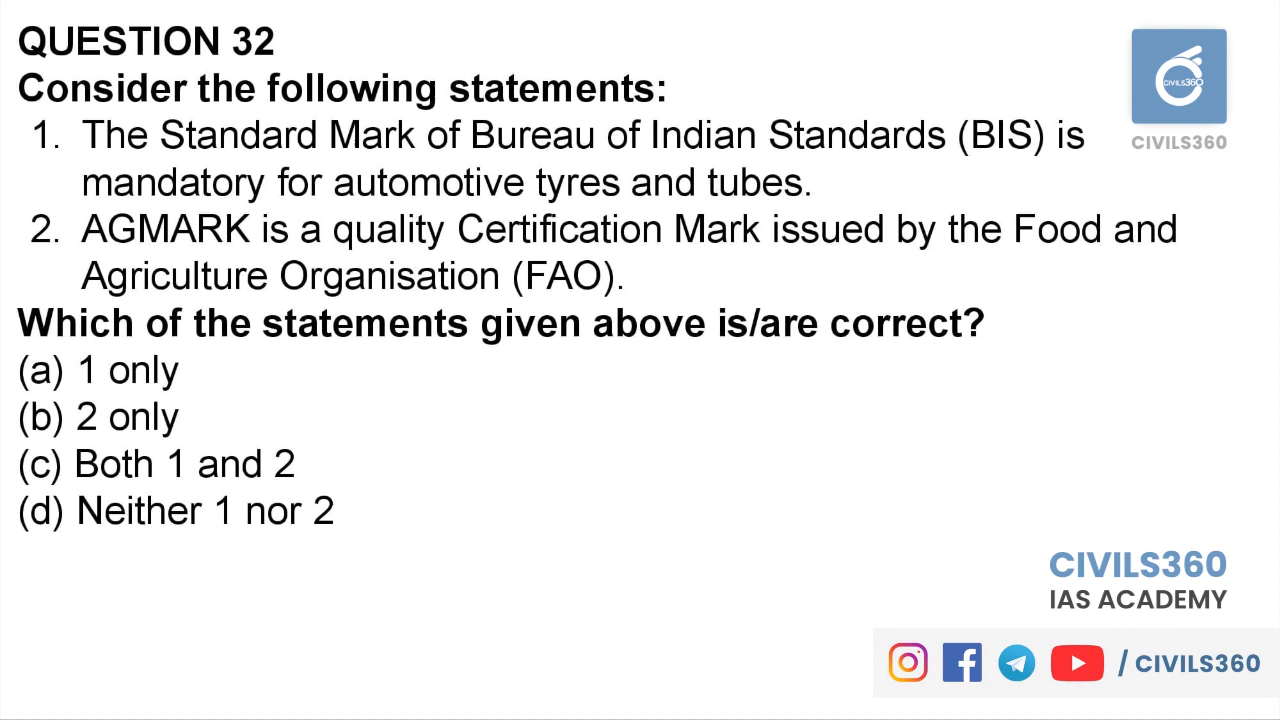 QUESTION 32
Consider the following statements:
1. The Standard Mark of Bureau of Indian Standards (BIS) is
mandatory for automotive tyres and tubes.
2. AGMARK is a quality Certification Mark issued by the Food and
Agriculture Organisation (FAO).
Which of the statements given above is/are correct?
(a) 1 only
(b) 2 only
(c) Both 1 and 2
(d) Neither 1 nor 2
CIVILS360
CIVILS360
CIVILS360
IAS ACADEMY
/ CIVILS360